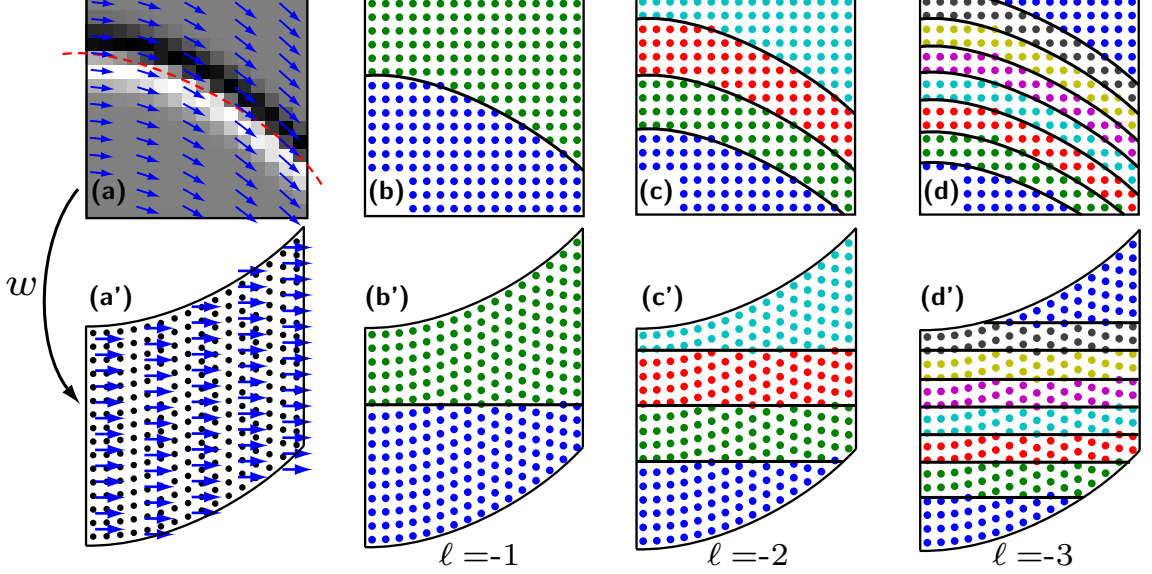 (a)
(b)
(c)
(d)
w
(a’)
(b’)
(c’)
(d’)
ℓ =-1
ℓ =-2
ℓ =-3